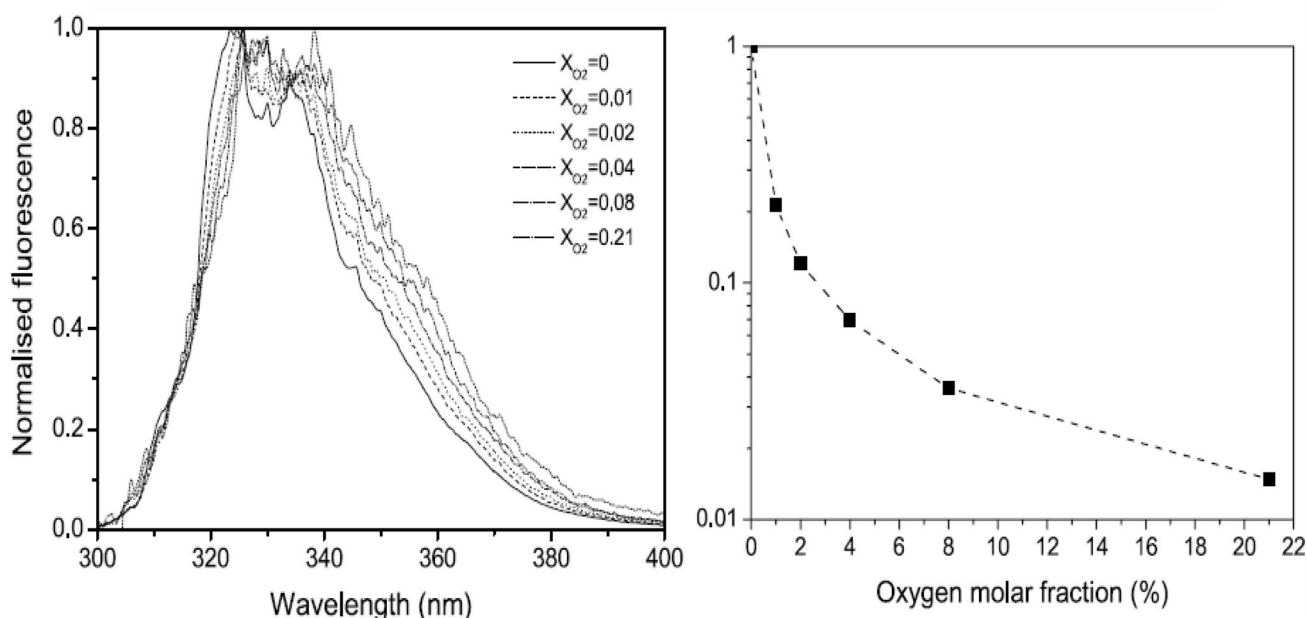 1.0
0.8
0.6
0.4
0.2
0.0
Normalised fluorescence
300 320 340 360 380 400
Wavelength (nm)
X_O2=0
X_O2=0,01
X_O2=0,02
X_O2=0,04
X_O2=0,08
X_O2=0.21
1
0.1
0.01
0 2 4 6 8 10 12 14 16 18 20 22
Oxygen molar fraction (%)